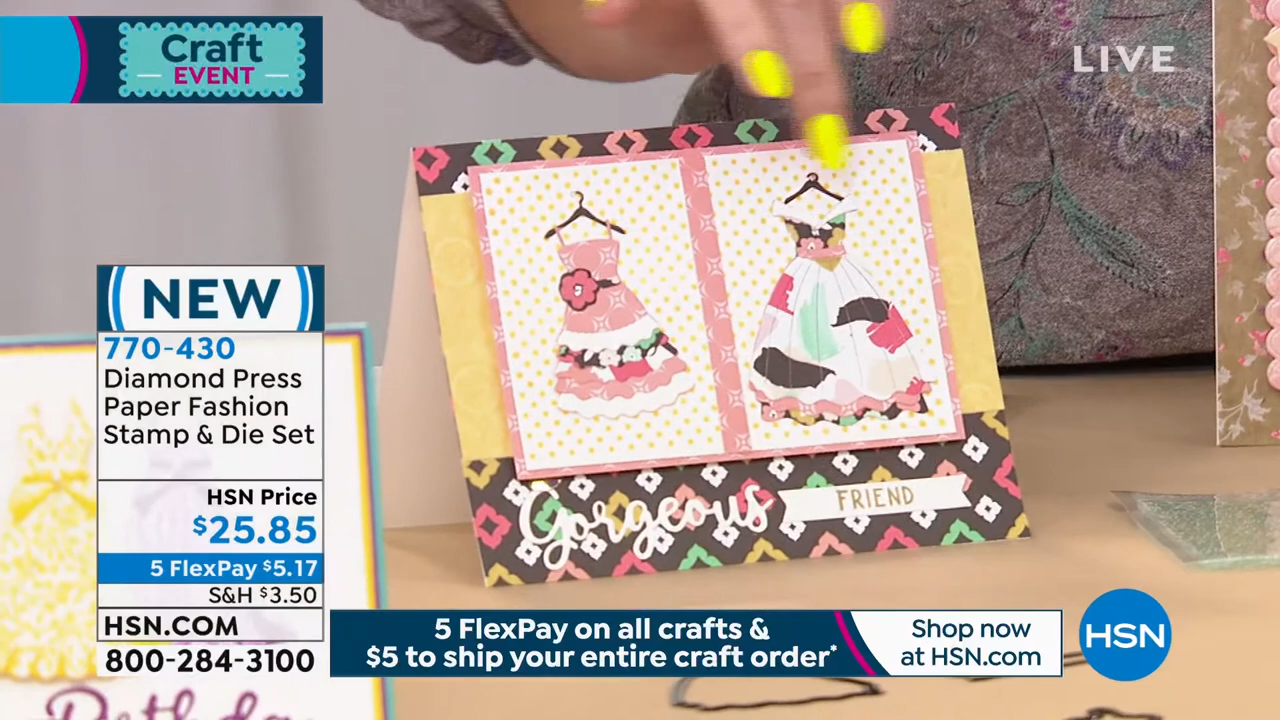 Craft
EVENT
LIVE
NEW
770-430
Diamond Press
Paper Fashion
Stamp & Die Set
HSN Price
$25.85
5 FlexPay $5.17
S&H $3.50
HSN.COM
800-284-3100
Gorgeous
FRIEND
5 FlexPay on all crafts &
$5 to ship your entire craft order*
Shop now
at HSN.com
HSN
Birthday